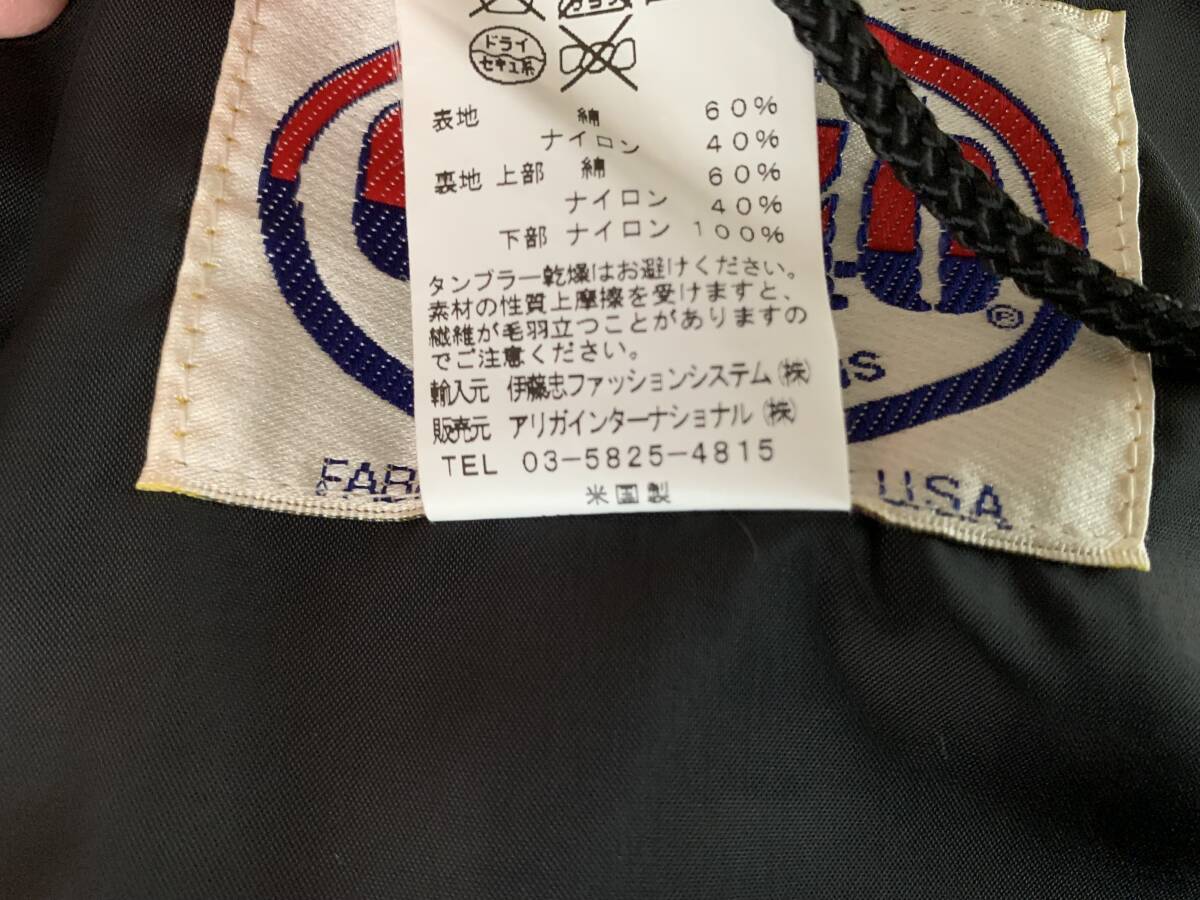 ドライ
セキユ系
表地 綿 60%
ナイロン 40%
裏地 上部 綿 60%
ナイロン 40%
下部 ナイロン 100%
タンブラー乾燥はお避けください。
素材の性質上摩擦を受けますと、
繊維が毛羽立つことがありますの
でご注意ください。
輸入元 伊藤忠ファッションシステム㈱
販売元 アリガインターナショナル㈱
TEL 03-5825-4815
米国製
®
USA